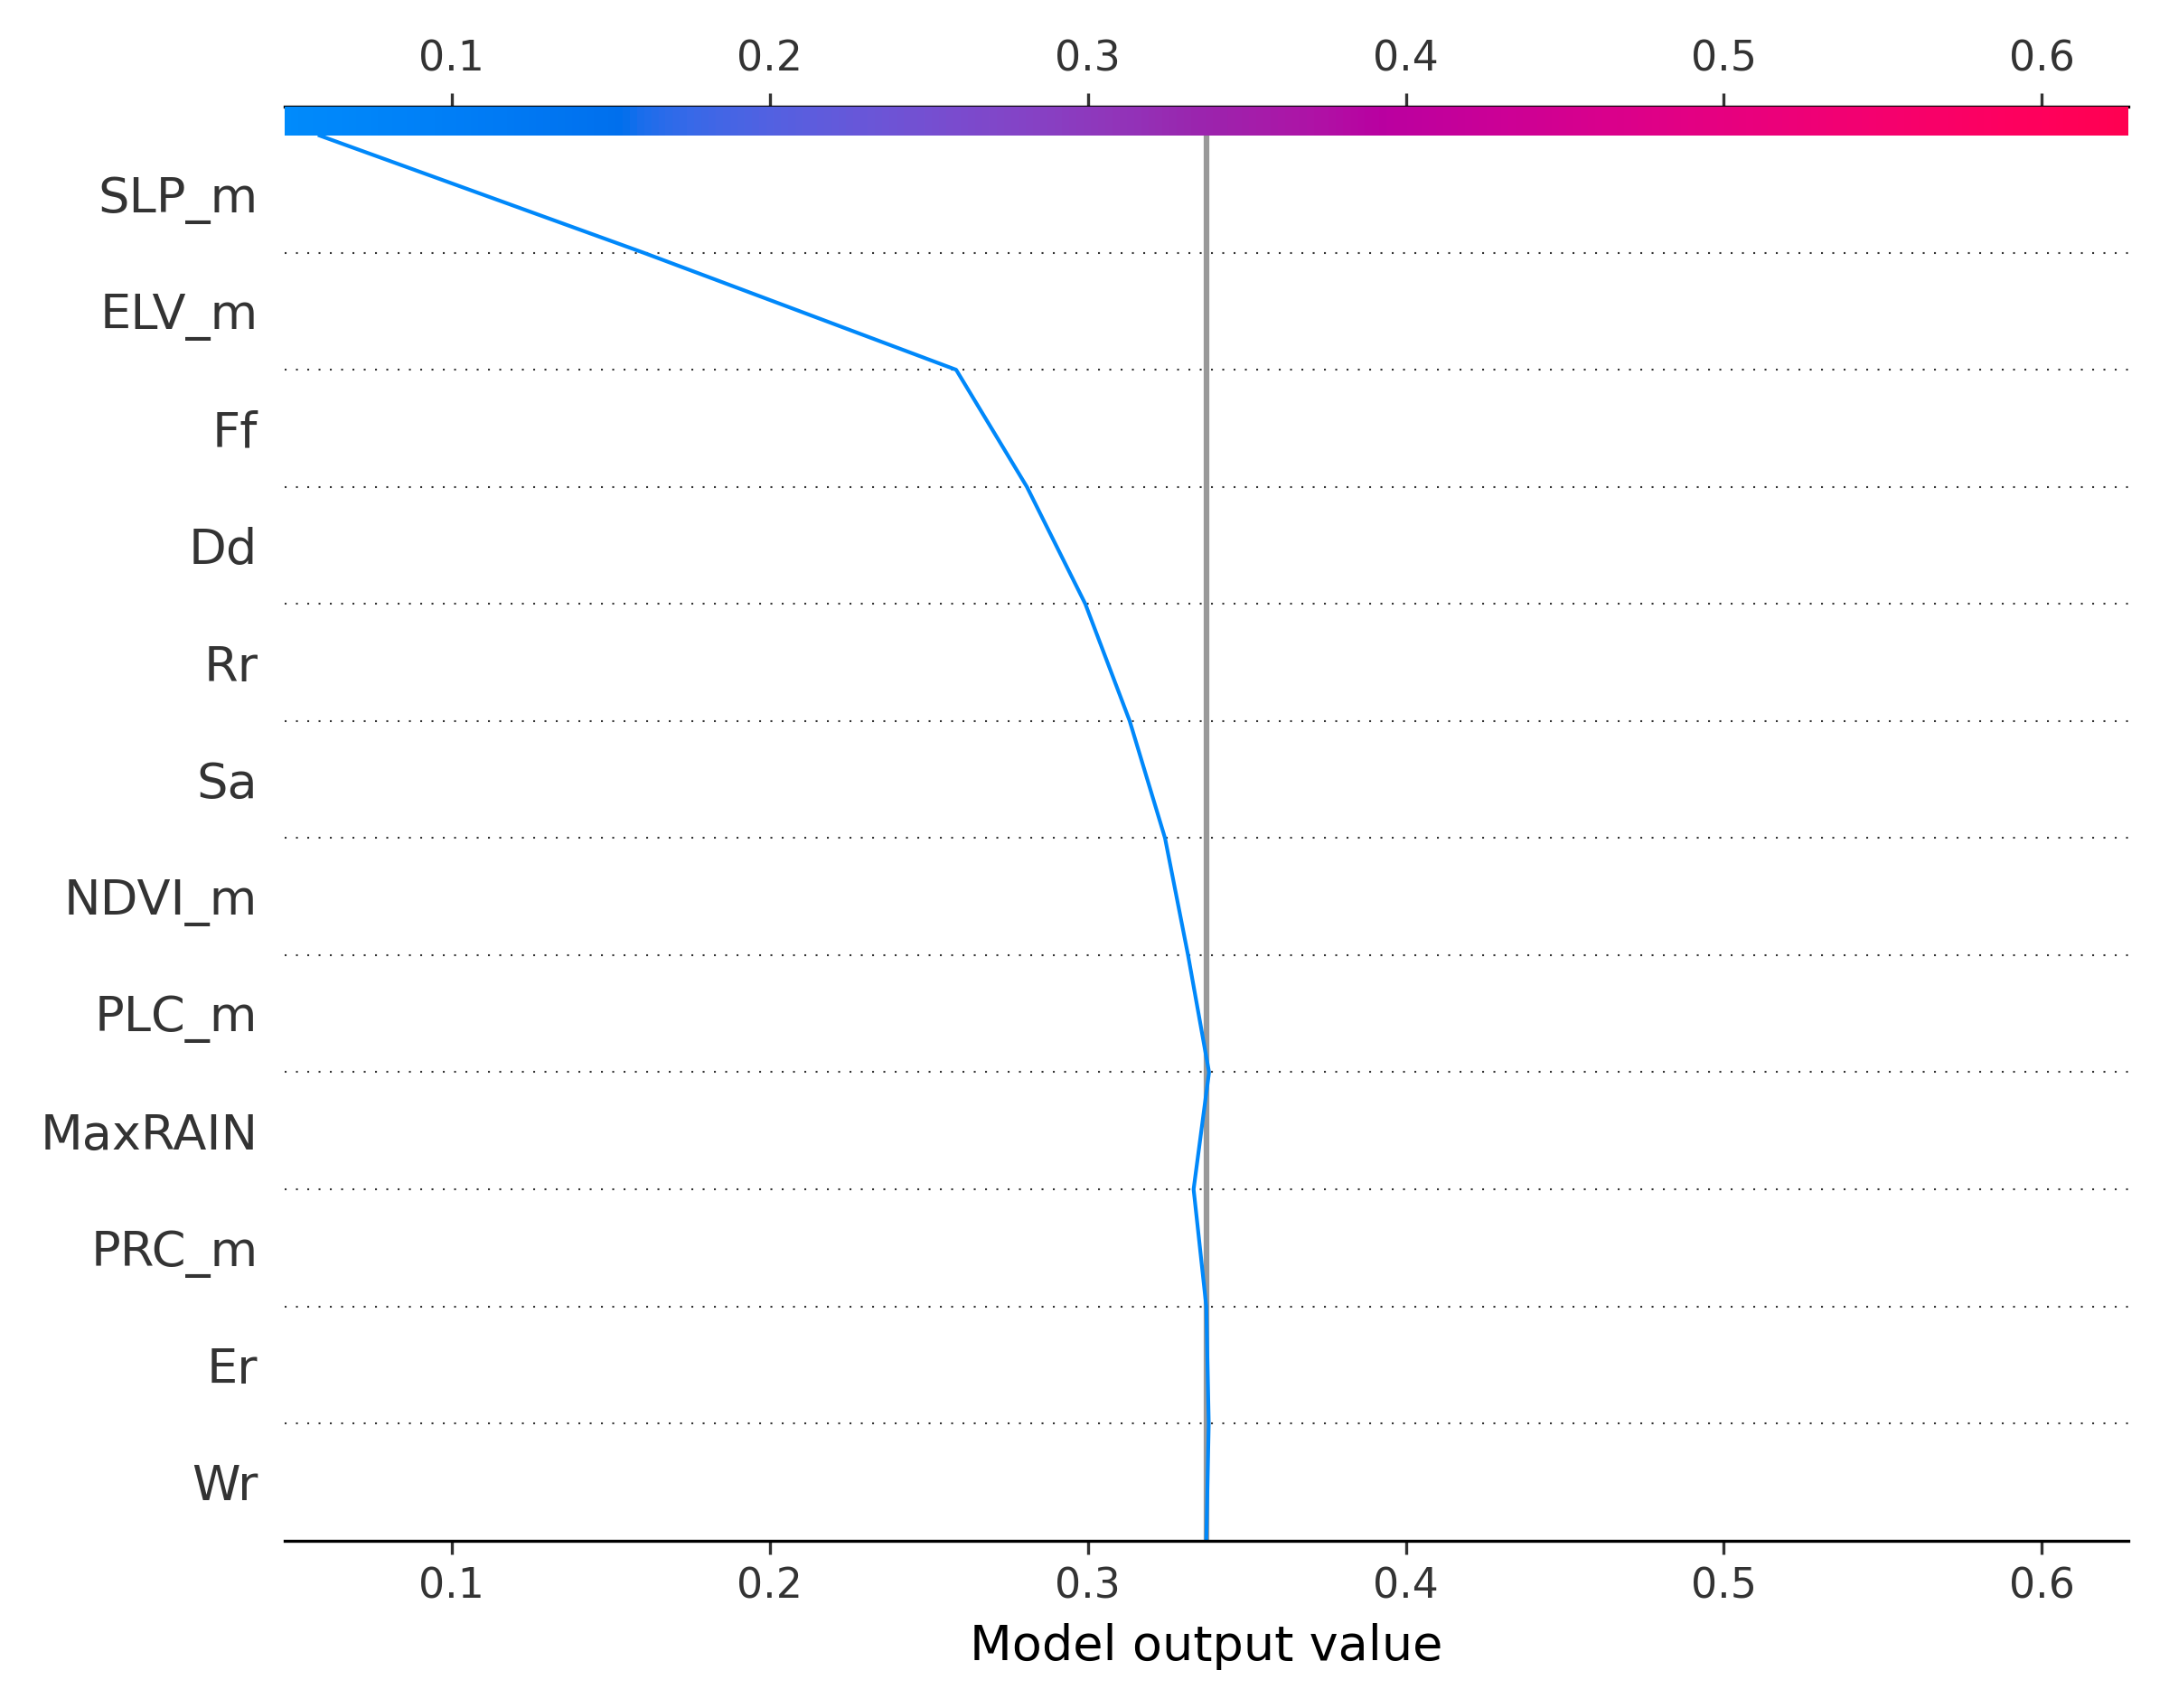 0.1 0.2 0.3 0.4 0.5 0.6
SLP_m
ELV_m
Ff
Dd
Rr
Sa
NDVI_m
PLC_m
MaxRAIN
PRC_m
Er
Wr
0.1 0.2 0.3 0.4 0.5 0.6
Model output value